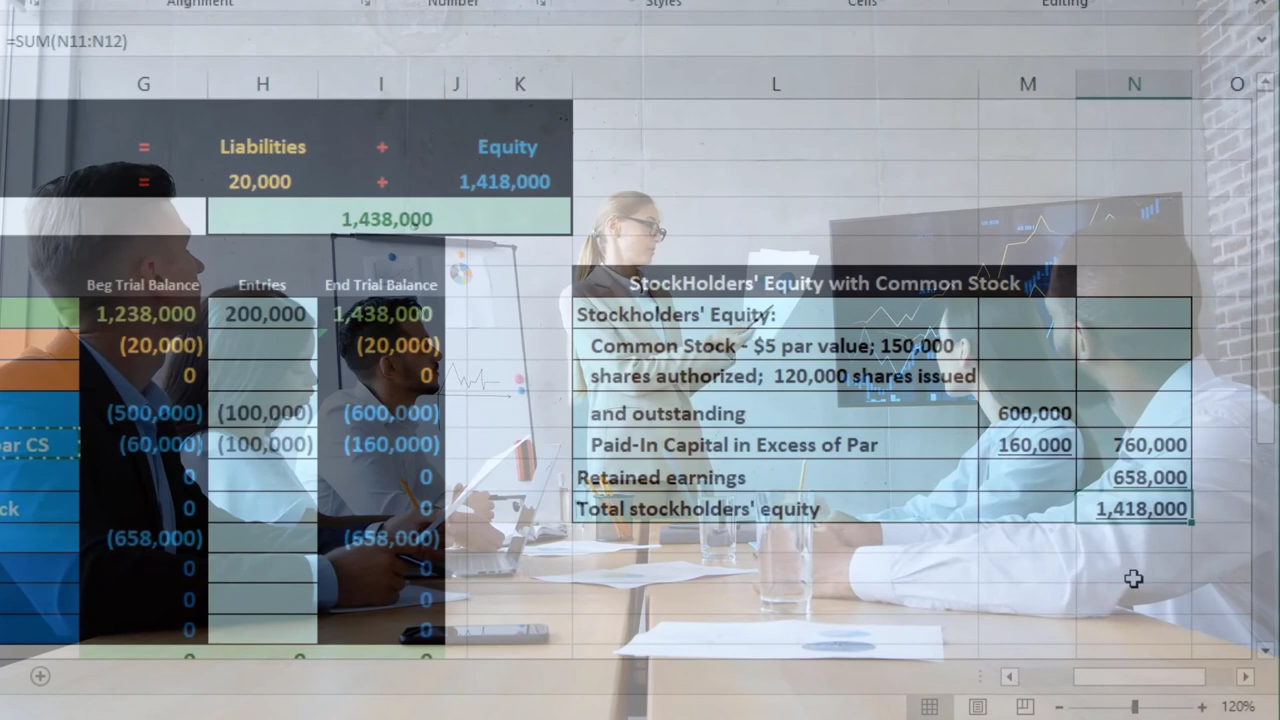 Alignment Number Styles Cells Editing
=SUM(N11:N12)
G H I J K L M N O
= Liabilities + Equity
= 20,000 + 1,418,000
1,438,000
Beg Trial Balance Entries End Trial Balance StockHolders' Equity with Common Stock
1,238,000 200,000 1,438,000 Stockholders' Equity:
(20,000) (20,000) Common Stock - $5 par value; 150,000
0 0 shares authorized; 120,000 shares issued
(500,000) (100,000) (600,000) and outstanding 600,000
par CS (60,000) (100,000) (160,000) Paid-In Capital in Excess of Par 160,000 760,000
0 0 Retained earnings 658,000
ck 0 0 Total stockholders' equity 1,418,000
(658,000) (658,000)
0 0
0 0
0 0
0 0 0
120%